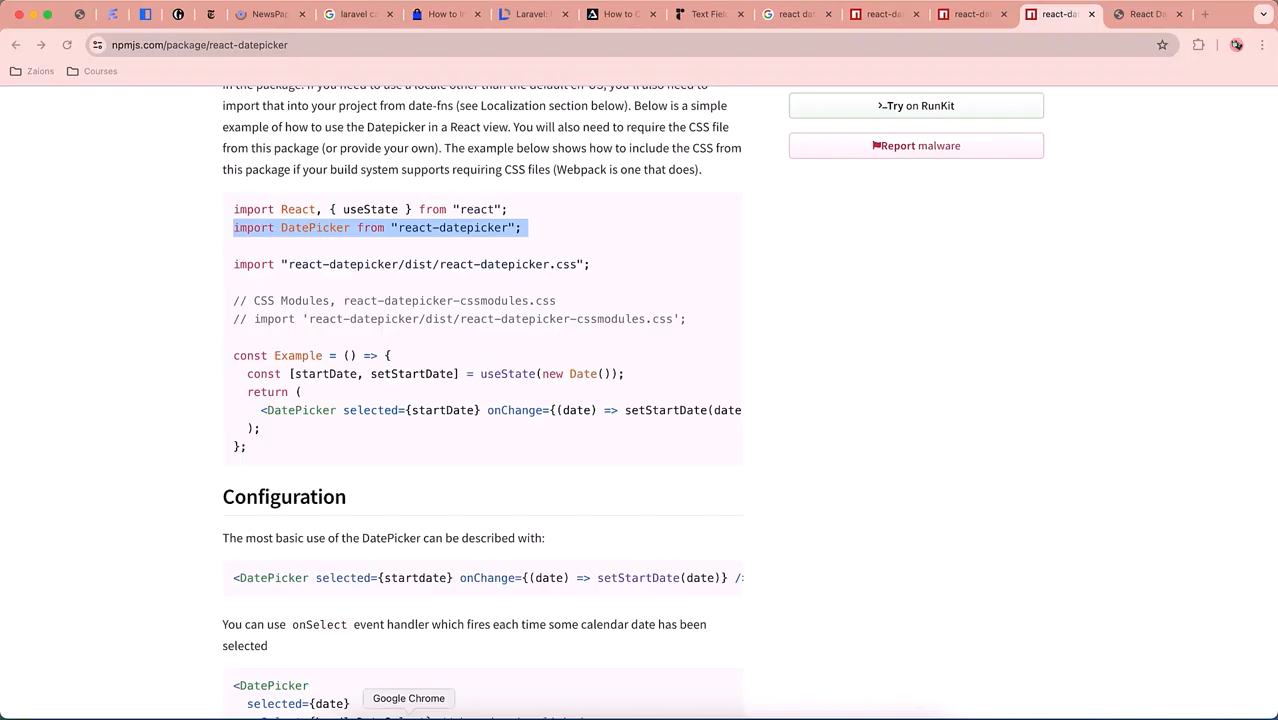 NewsPap
laravel ca
How to In
Laravel:
How to C
Text Field
react dat
react-dat
react-dat
react-dat
React Da
npmjs.com/package/react-datepicker
Zaions
Courses
import that into your project from date-fns (see Localization section below). Below is a simple
example of how to use the Datepicker in a React view. You will also need to require the CSS file
from this package (or provide your own). The example below shows how to include the CSS from
this package if your build system supports requiring CSS files (Webpack is one that does).
>_Try on RunKit
Report malware
import React, { useState } from "react";
import DatePicker from "react-datepicker";
import "react-datepicker/dist/react-datepicker.css";
// CSS Modules, react-datepicker-cssmodules.css
// import 'react-datepicker/dist/react-datepicker-cssmodules.css';
const Example = () => {
const [startDate, setStartDate] = useState(new Date());
return (
<DatePicker selected={startDate} onChange={(date) => setStartDate(date
);
};
Configuration
The most basic use of the DatePicker can be described with:
<DatePicker selected={startdate} onChange={(date) => setStartDate(date)} />
You can use onSelect event handler which fires each time some calendar date has been
selected
<DatePicker
selected={date}
Google Chrome